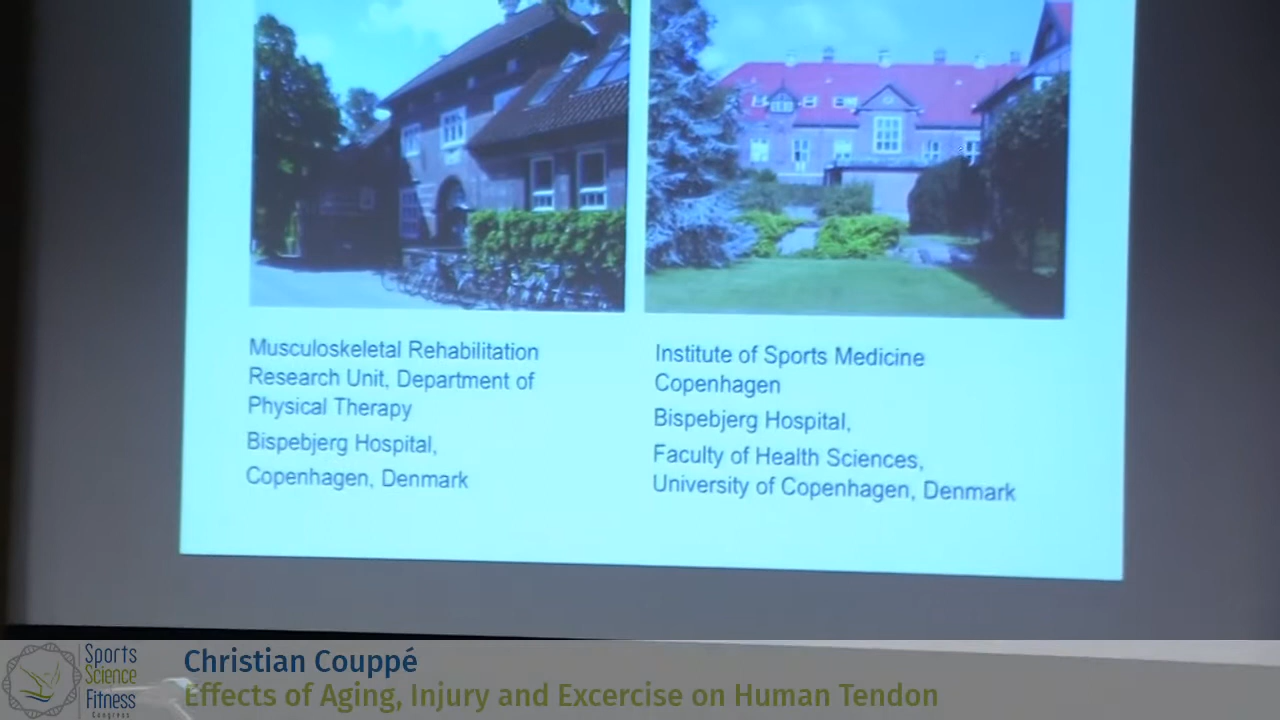 Musculoskeletal Rehabilitation
Research Unit, Department of
Physical Therapy
Bispebjerg Hospital,
Copenhagen, Denmark
Institute of Sports Medicine
Copenhagen
Bispebjerg Hospital,
Faculty of Health Sciences,
University of Copenhagen, Denmark
Sports
Science
Fitness
Congress
Christian Couppé
Effects of Aging, Injury and Excercise on Human Tendon